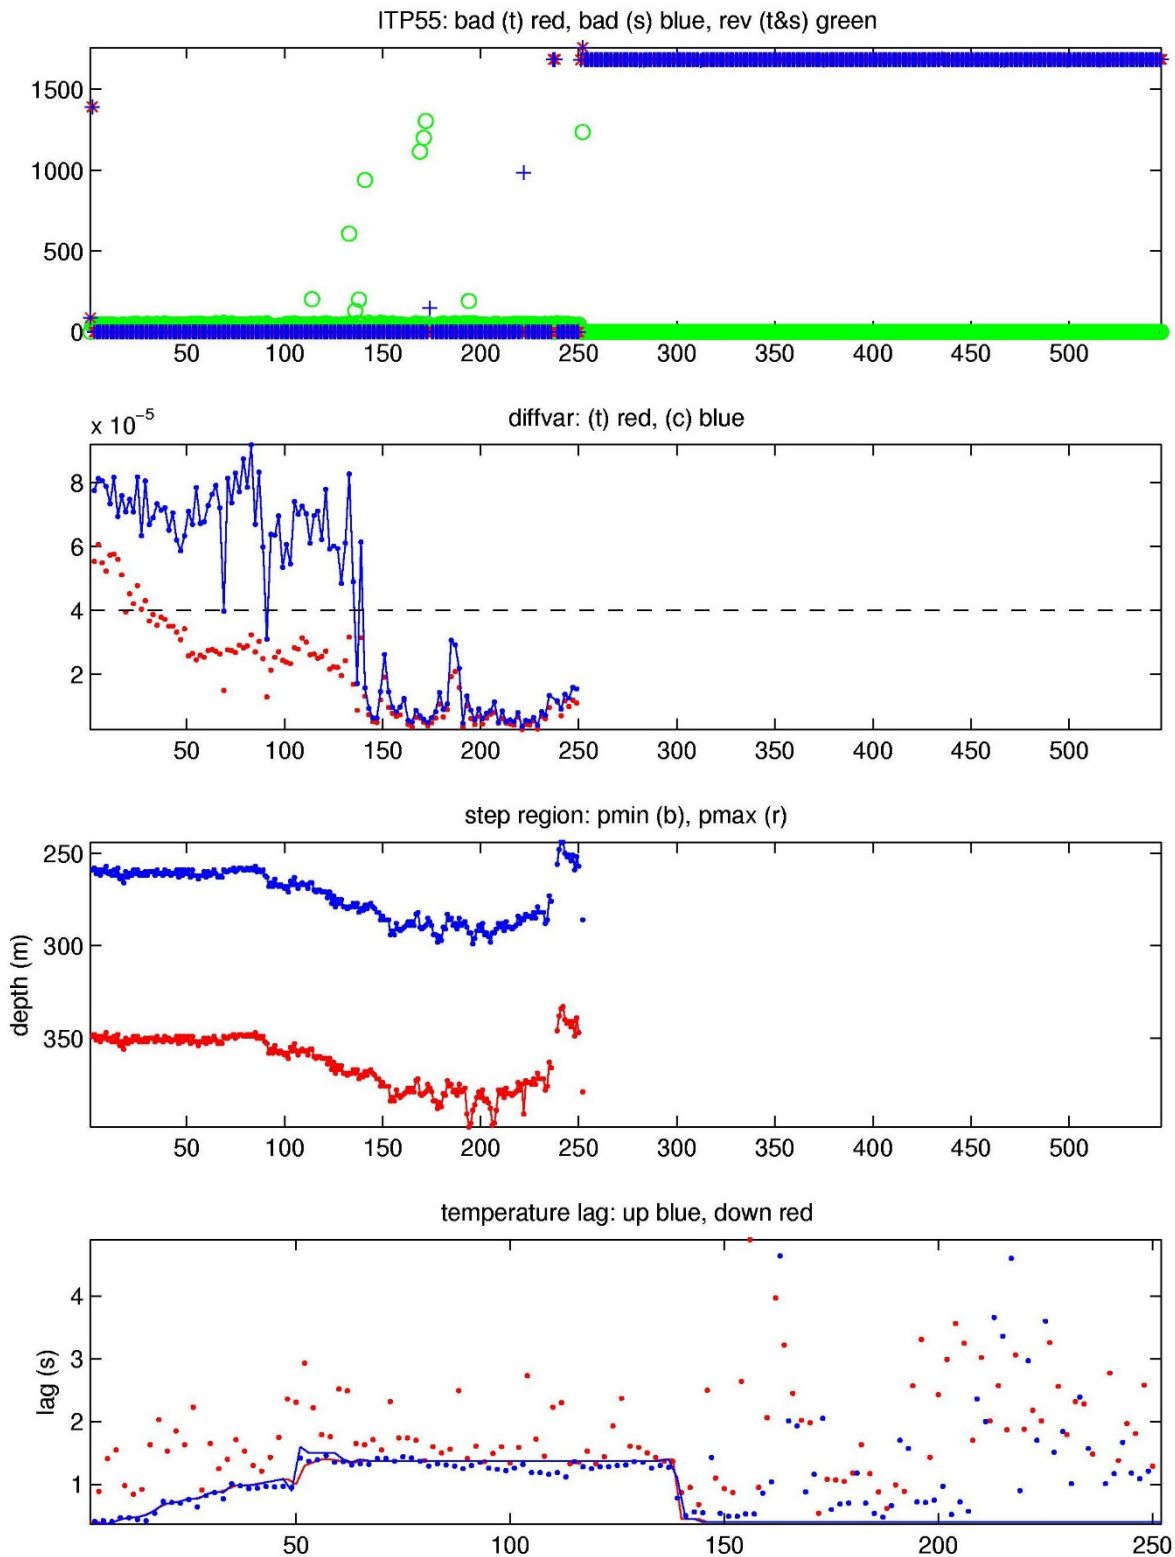 ITP55: bad (t) red, bad (s) blue, rev (t&s) green
1500
1000
500
0
50 100 150 200 250 300 350 400 450 500
x 10⁻⁵
diffvar: (t) red, (c) blue
8
6
4
2
50 100 150 200 250 300 350 400 450 500
step region: pmin (b), pmax (r)
depth (m)
250
300
350
50 100 150 200 250 300 350 400 450 500
temperature lag: up blue, down red
lag (s)
4
3
2
1
50 100 150 200 250